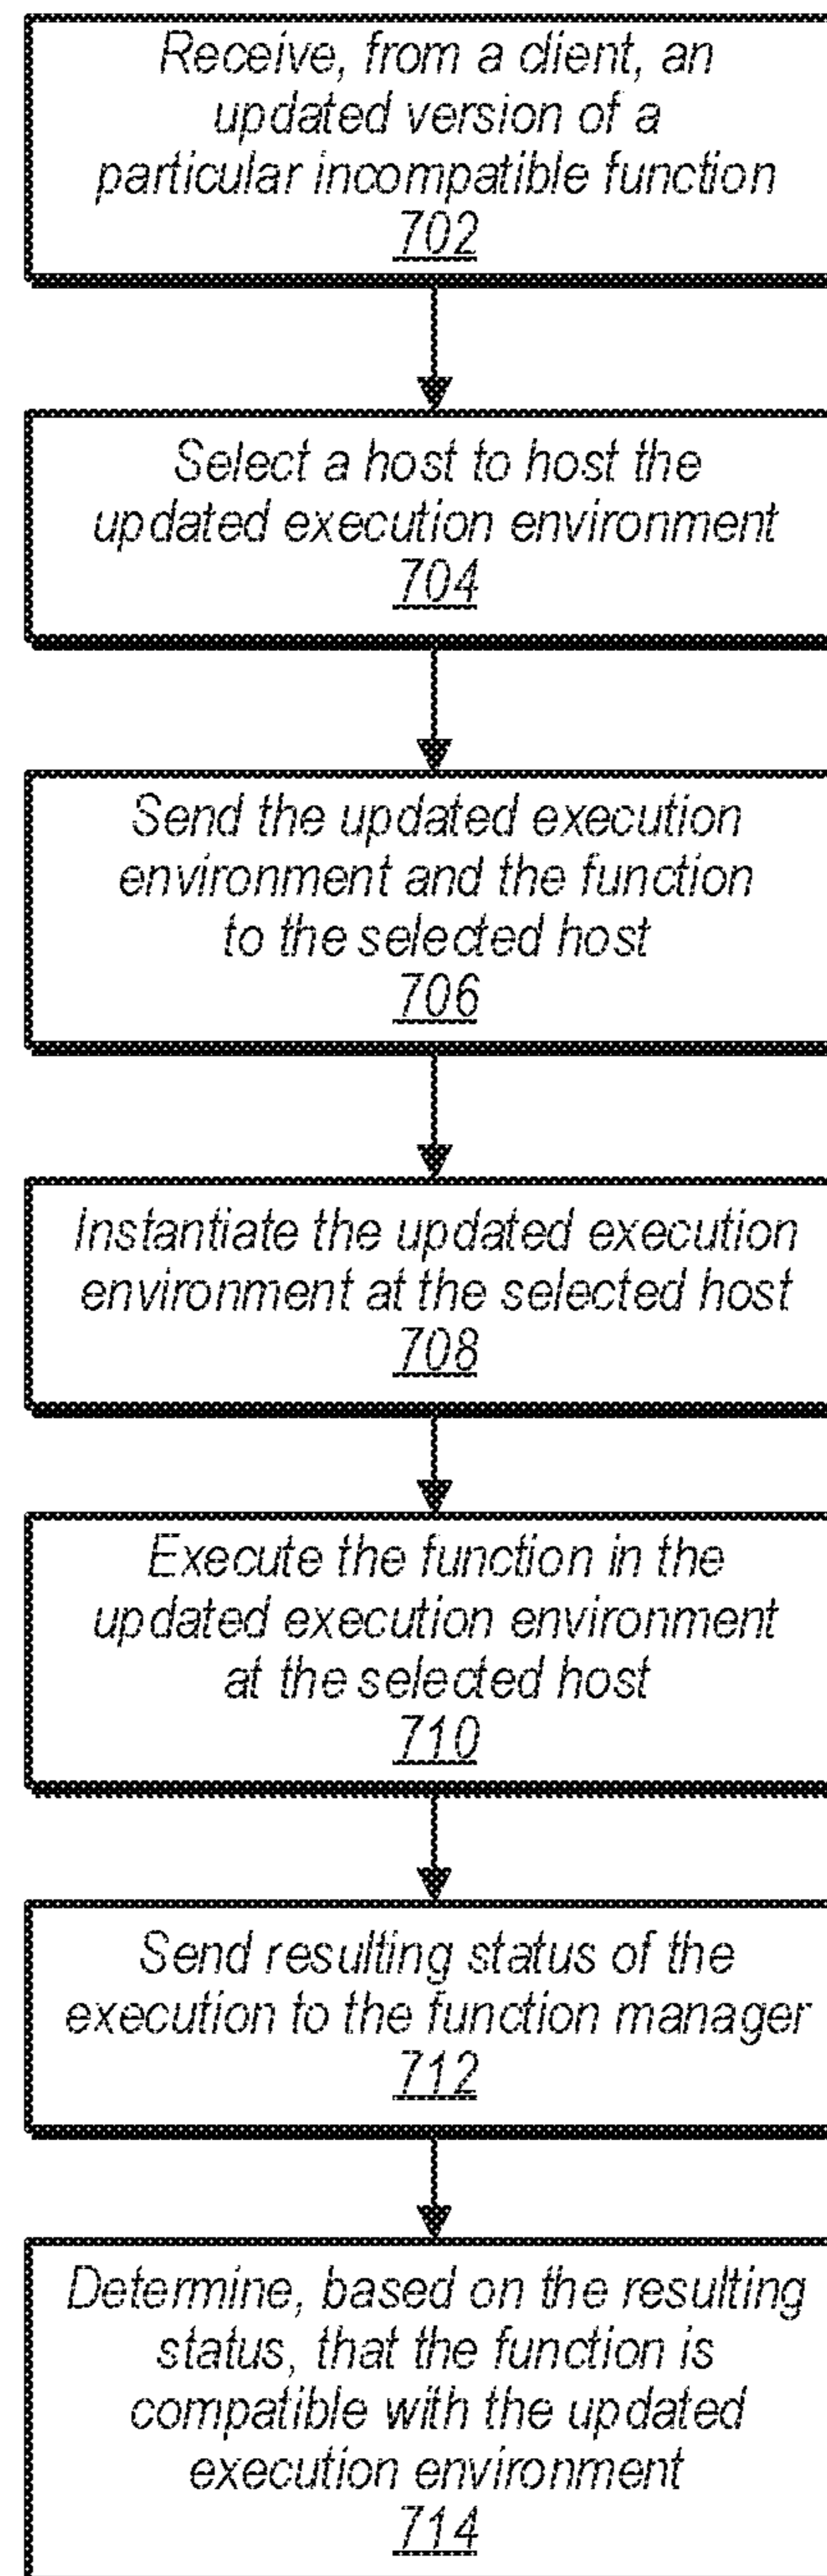 Receive, from a client, an
updated version of a
particular incompatible function
702
Select a host to host the
updated execution environment
704
Send the updated execution
environment and the function
to the selected host
706
Instantiate the updated execution
environment at the selected host
708
Execute the function in the
updated execution environment
at the selected host
710
Send resulting status of the
execution to the function manager
712
Determine, based on the resulting
status, that the function is
compatible with the updated
execution environment
714